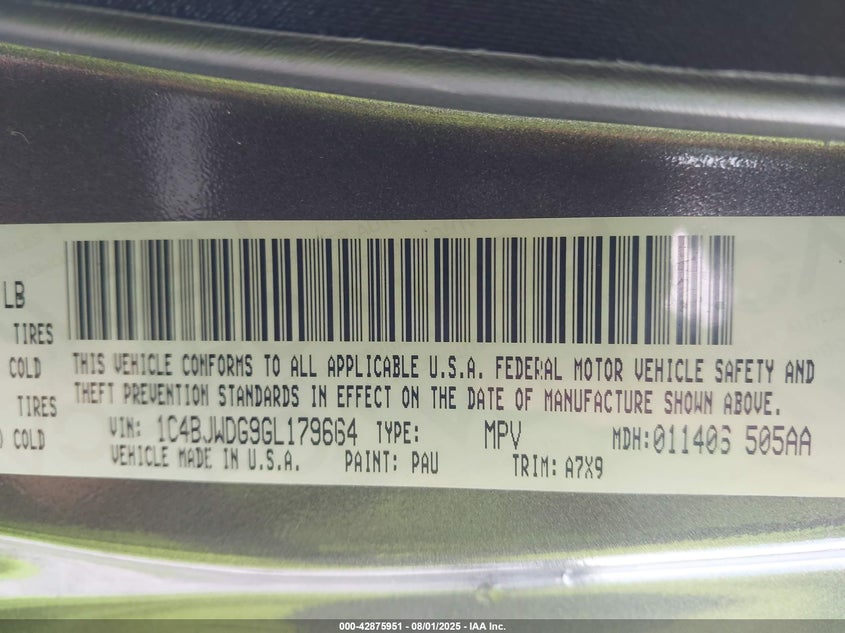 LB
TIRES
COLD
TIRES
) COLD
THIS VEHICLE CONFORMS TO ALL APPLICABLE U.S.A. FEDERAL MOTOR VEHICLE SAFETY AND
THEFT PREVENTION STANDARDS IN EFFECT ON THE DATE OF MANUFACTURE SHOWN ABOVE.
VIN: 1C4BJWDG9GL179664 TYPE: MPV MDH:011406 505AA
VEHICLE MADE IN U.S.A. PAINT: PAU TRIM: A7X9
000-42875951 - 08/01/2025 - IAA Inc.